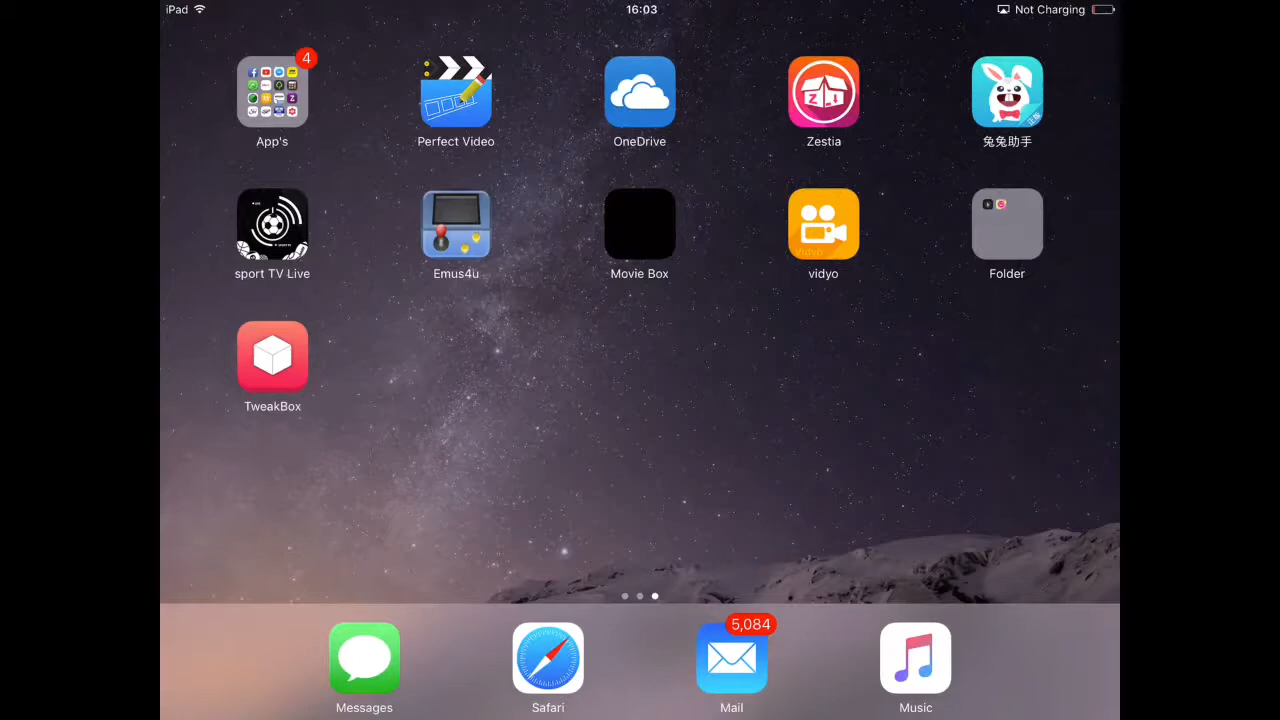 iPad
16:03
Not Charging
4
App's
Perfect Video
OneDrive
Zestia
兔兔助手
sport TV Live
Emus4u
Movie Box
vidyo
Folder
TweakBox
5,084
Messages
Safari
Mail
Music